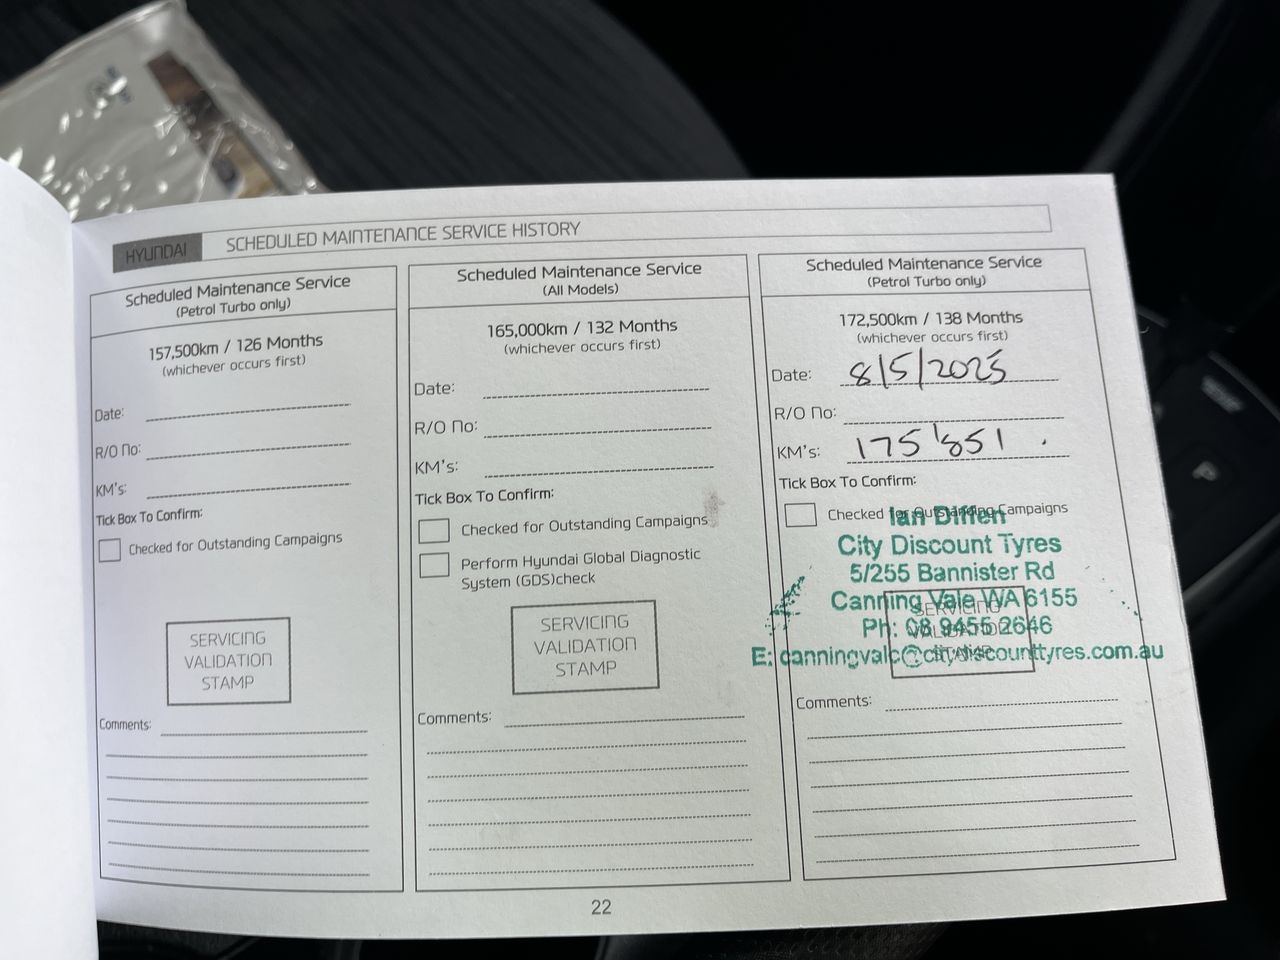 HYUNDAI SCHEDULED MAINTENANCE SERVICE HISTORY
Scheduled Maintenance Service
(Petrol Turbo only)
157,500km / 126 Months
(whichever occurs first)
Date:
R/O No:
KM's:
Tick Box To Confirm:
Checked for Outstanding Campaigns
SERVICING
VALIDATION
STAMP
Comments:
Scheduled Maintenance Service
(All Models)
165,000km / 132 Months
(whichever occurs first)
Date:
R/O No:
KM's:
Tick Box To Confirm:
Checked for Outstanding Campaigns
Perform Hyundai Global Diagnostic
System (GDS)check
SERVICING
VALIDATION
STAMP
Comments:
Scheduled Maintenance Service
(Petrol Turbo only)
172,500km / 138 Months
(whichever occurs first)
Date: 8/5/2025
R/O No:
KM's: 175'851 .
Tick Box To Confirm:
Checked for Outstanding Campaigns
Ian Diffen
City Discount Tyres
5/255 Bannister Rd
Canning Vale WA 6155
Ph: 08 9455 2646
E: canningvale@citydiscounttyres.com.au
SERVICING
VALIDATION
STAMP
Comments:
22